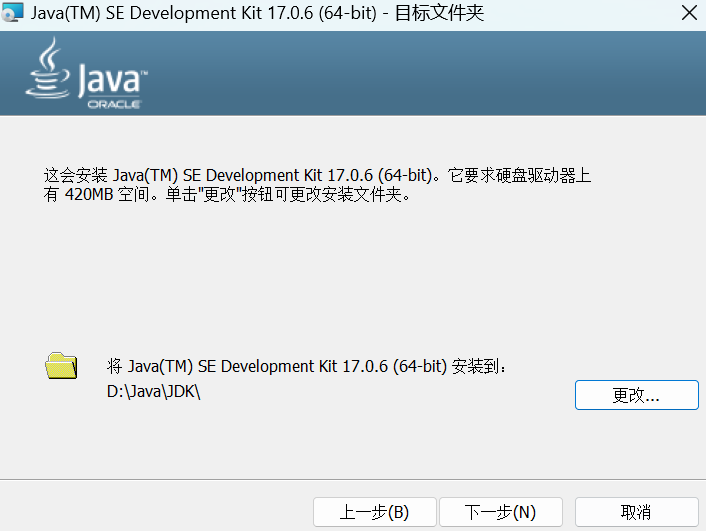 Java(TM) SE Development Kit 17.0.6 (64-bit) - 目标文件夹
Java™
ORACLE
这会安装 Java(TM) SE Development Kit 17.0.6 (64-bit)。它要求硬盘驱动器上
有 420MB 空间。单击"更改"按钮可更改安装文件夹。
将 Java(TM) SE Development Kit 17.0.6 (64-bit) 安装到:
D:\Java\JDK\
更改...
上一步(B)
下一步(N)
取消